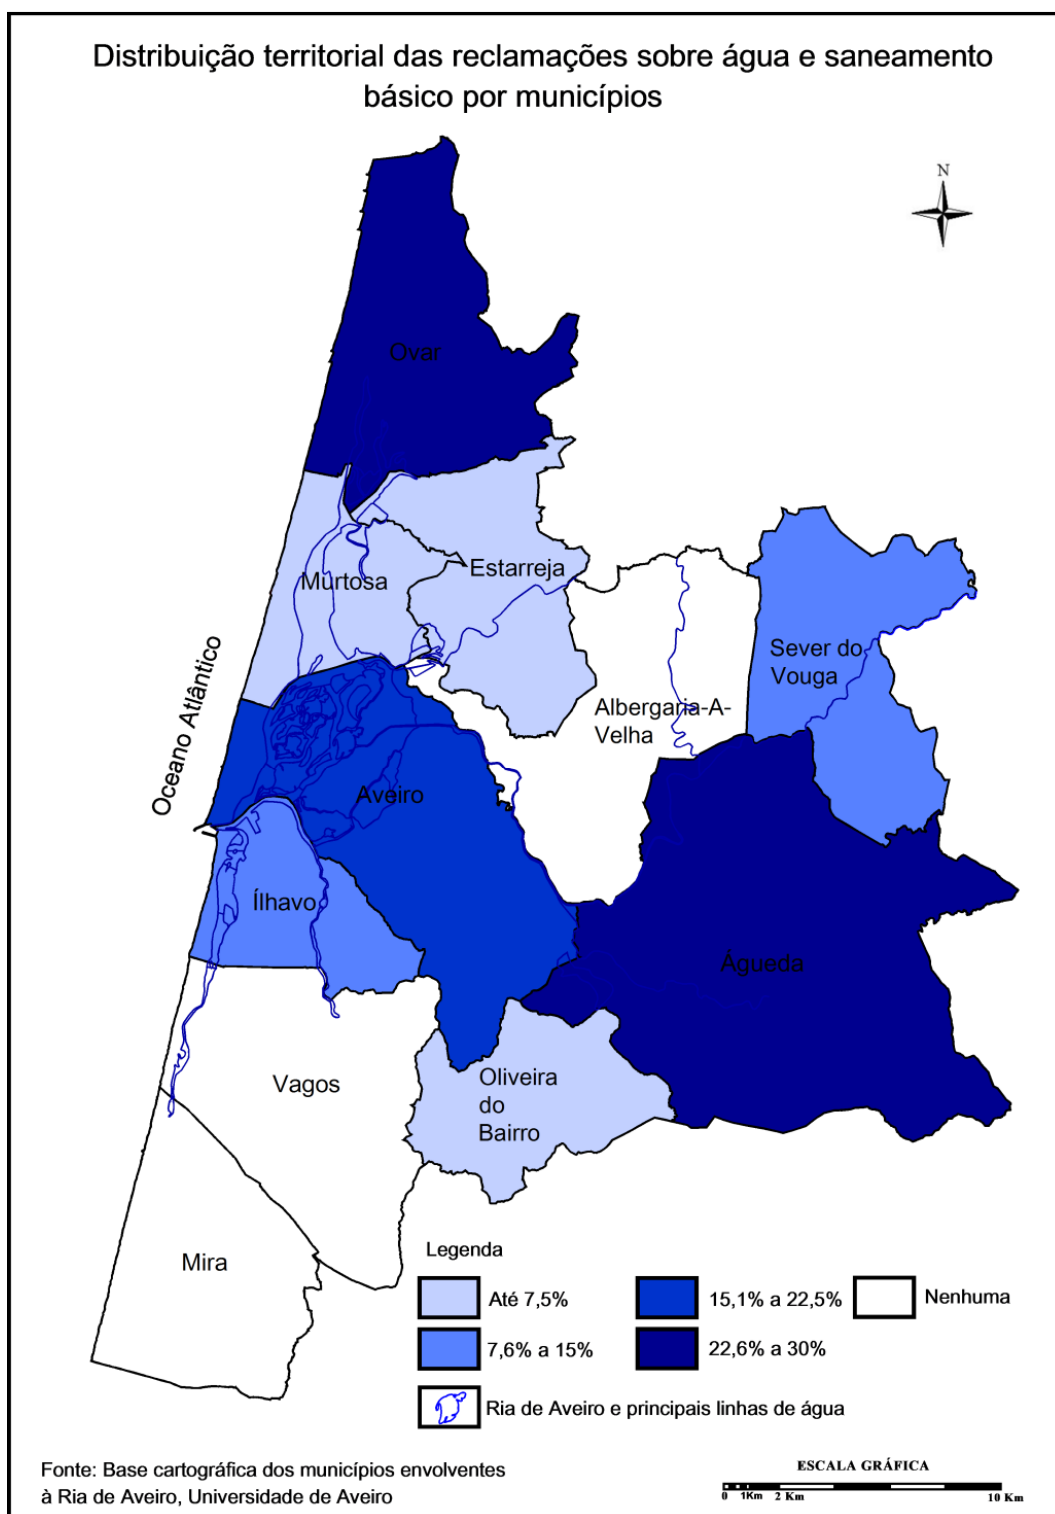 Distribuição territorial das reclamações sobre água e saneamento
básico por municípios
N
Ovar
Estarreja
Murtosa
Sever do
Vouga
Albergaria-A-
Velha
Oceano Atlântico
Aveiro
Ílhavo
Águeda
Vagos
Oliveira
do
Bairro
Mira
Legenda
Até 7,5%
15,1% a 22,5%
Nenhuma
7,6% a 15%
22,6% a 30%
Ria de Aveiro e principais linhas de água
Fonte: Base cartográfica dos municípios envolventes
à Ria de Aveiro, Universidade de Aveiro
ESCALA GRÁFICA
0 1Km 2 Km 10 Km